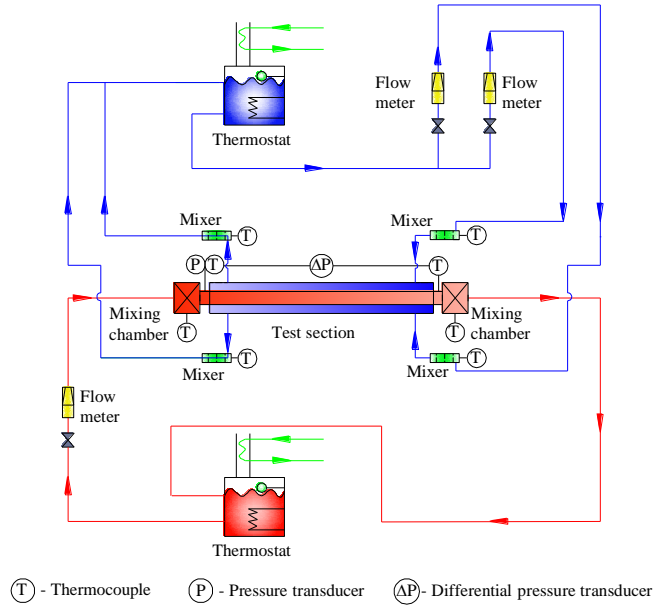 Flow
meter
Flow
meter
Thermostat
Mixer
T
Mixer
T
P
T
ΔP
T
Mixing
chamber
T
Test section
Mixing
chamber
T
T
Mixer
T
Mixer
Flow
meter
Thermostat
T - Thermocouple
P - Pressure transducer
ΔP - Differential pressure transducer